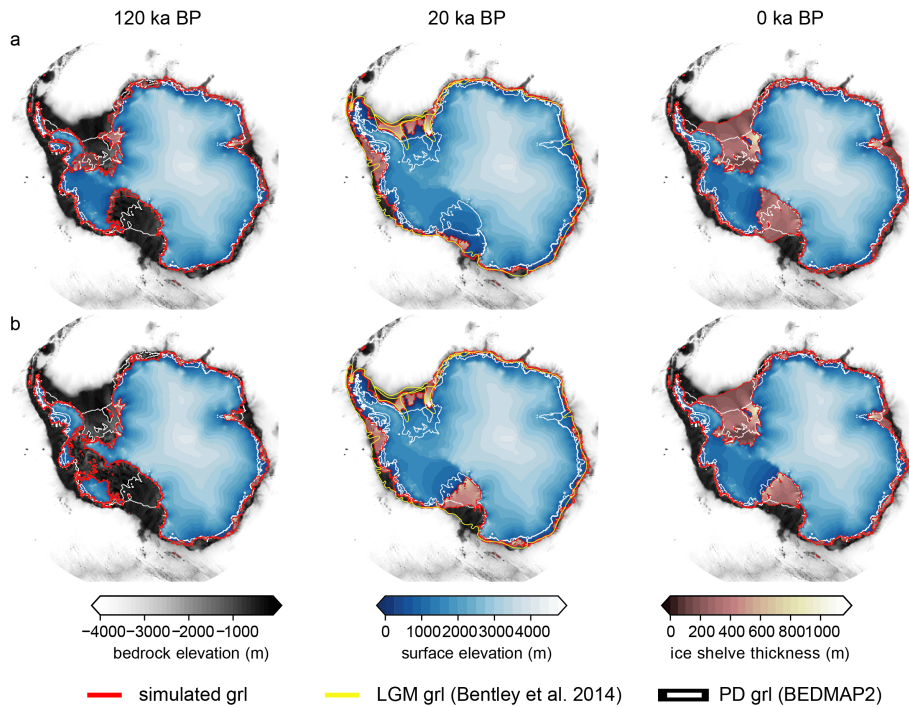 120 ka BP 20 ka BP 0 ka BP
a
b
−4000−3000−2000−1000
bedrock elevation (m)
0 1000 2000 3000 4000
surface elevation (m)
0 200 400 600 800 1000
ice shelve thickness (m)
simulated grl LGM grl (Bentley et al. 2014) PD grl (BEDMAP2)